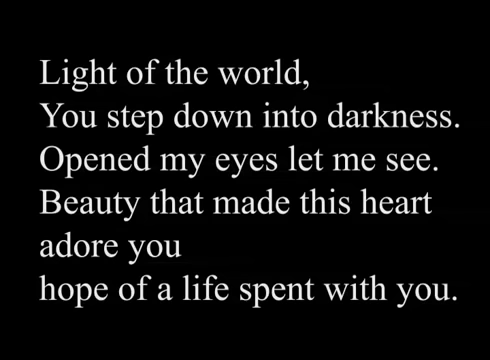 Light of the world,
You step down into darkness.
Opened my eyes let me see.
Beauty that made this heart
adore you
hope of a life spent with you.